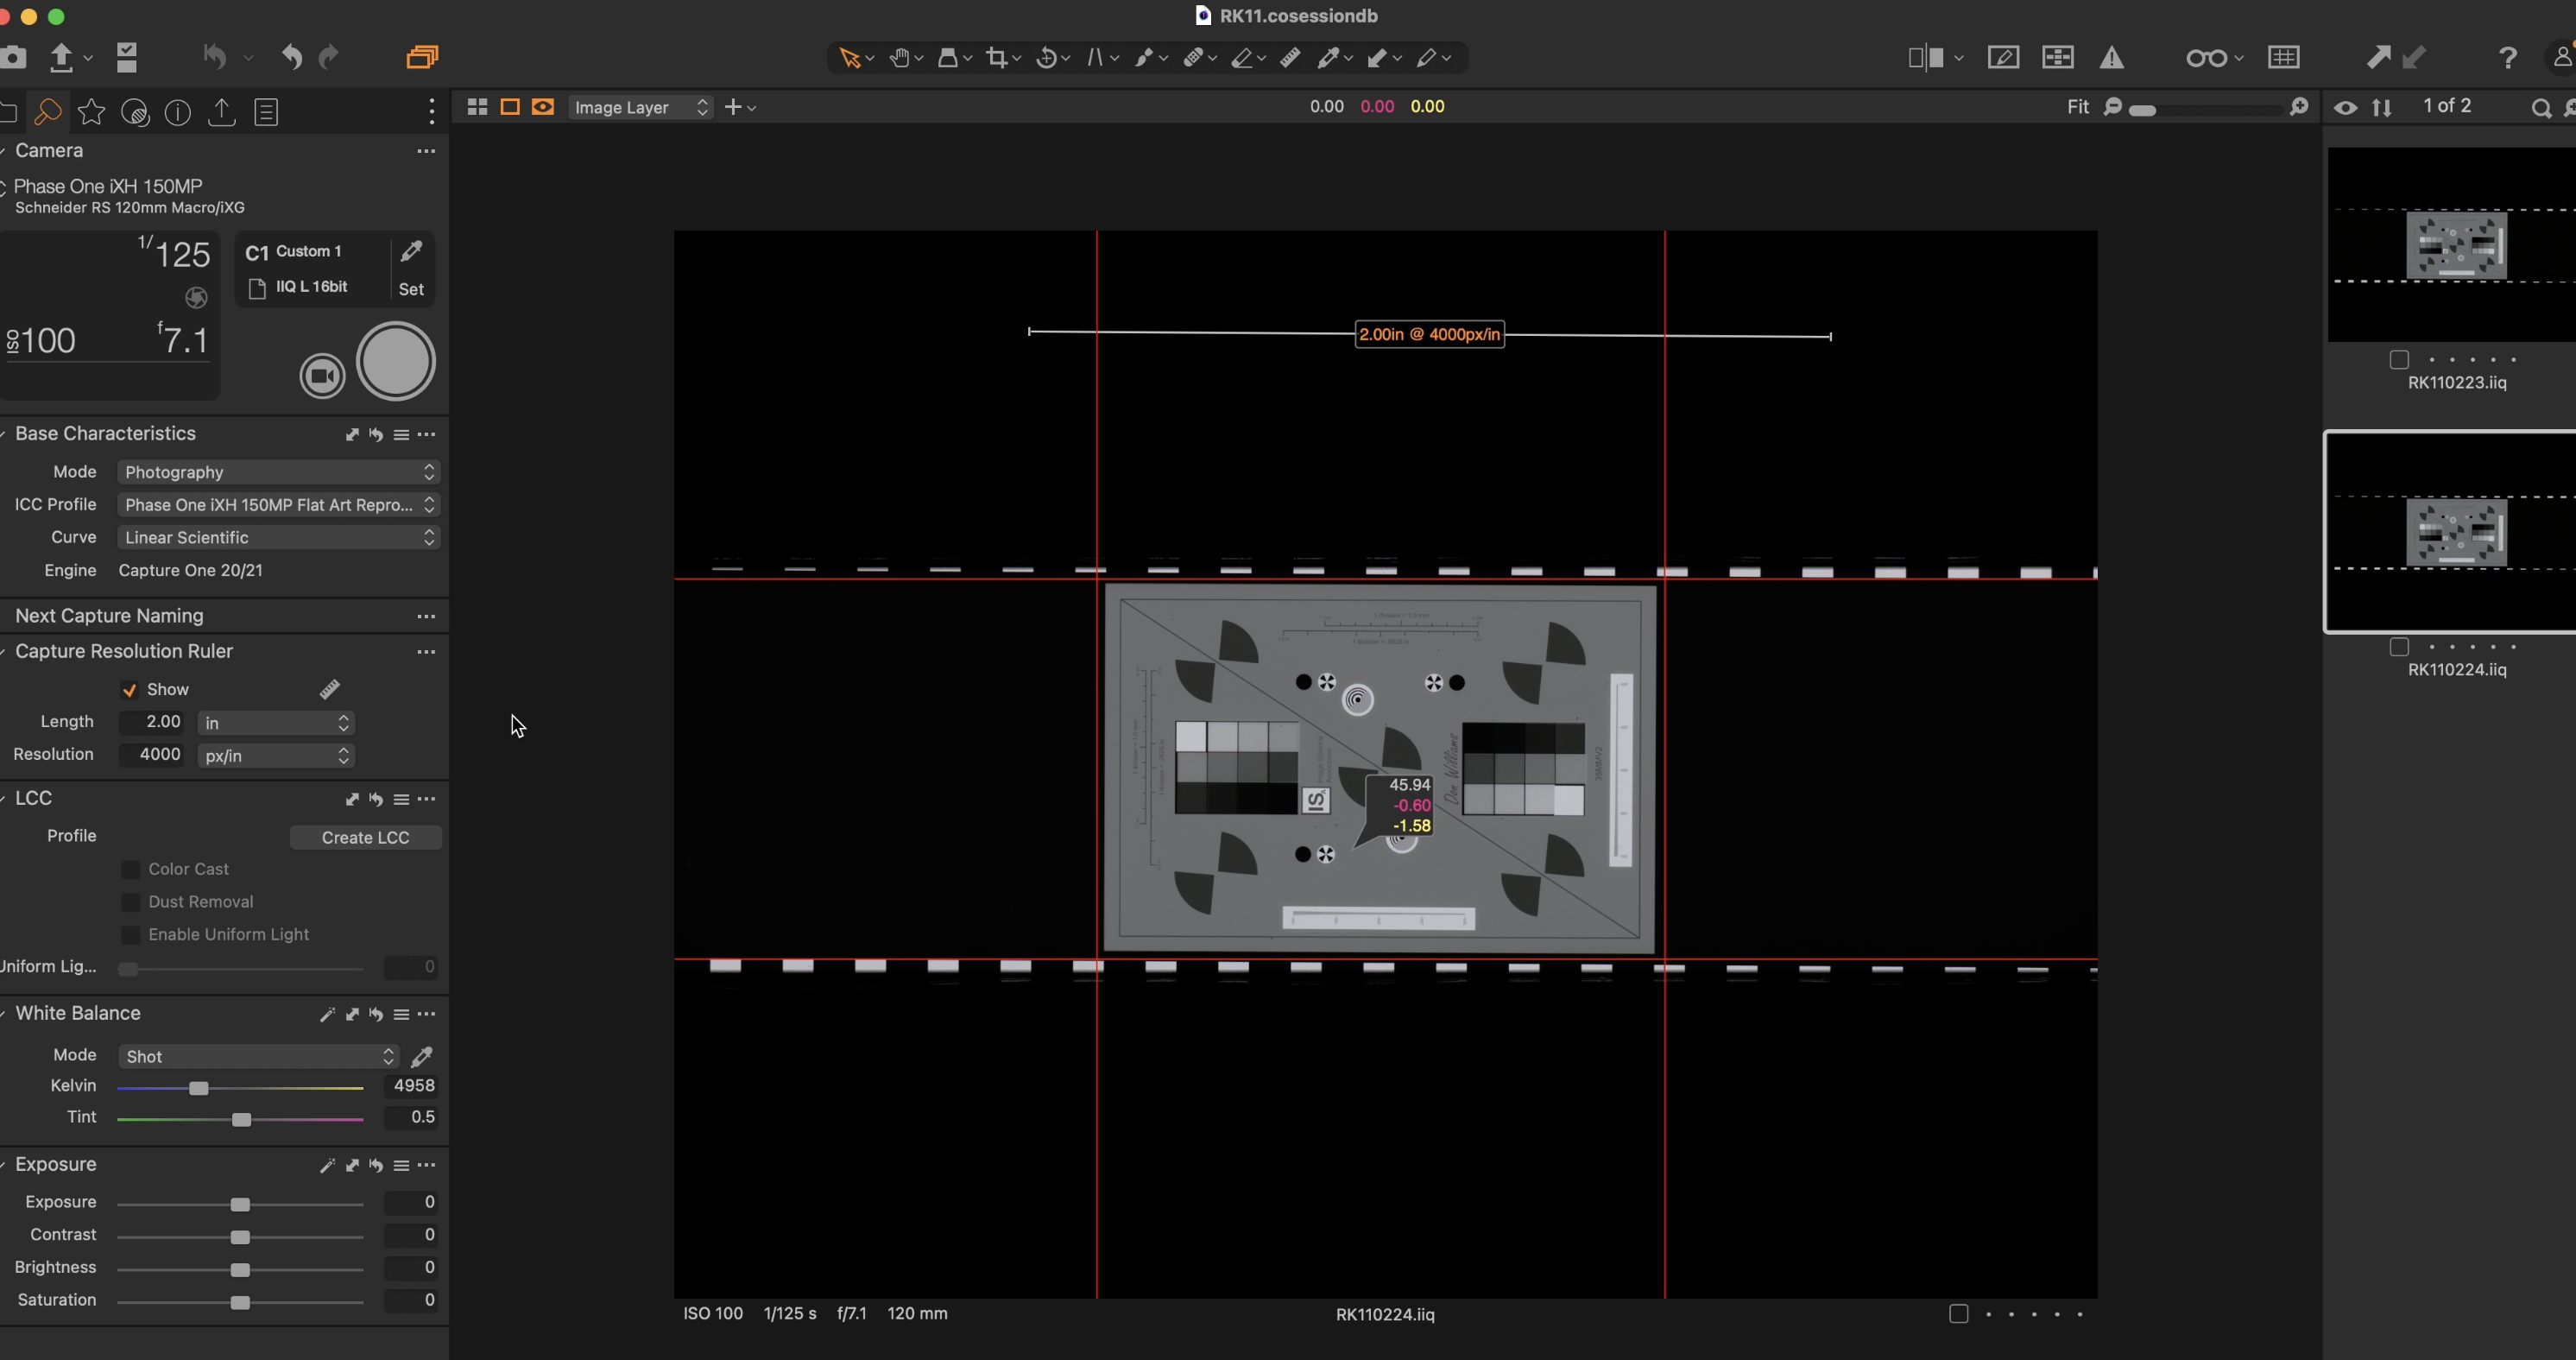 RK11.cosessiondb
Image Layer
0.00 0.00 0.00
Fit
1 of 2
Camera
Phase One iXH 150MP
Schneider RS 120mm Macro/iXG
1/125
C1 Custom 1
IIQ L 16bit
Set
ISO 100
f7.1
Base Characteristics
Mode Photography
ICC Profile Phase One iXH 150MP Flat Art Repro...
Curve Linear Scientific
Engine Capture One 20/21
Next Capture Naming
Capture Resolution Ruler
Show
Length 2.00 in
Resolution 4000 px/in
LCC
Profile Create LCC
Color Cast
Dust Removal
Enable Uniform Light
Uniform Lig... 0
White Balance
Mode Shot
Kelvin 4958
Tint 0.5
Exposure
Exposure 0
Contrast 0
Brightness 0
Saturation 0
2.00in @ 4000px/in
Don Williams
IS
45.94
-0.60
-1.58
ISO 100 1/125 s f/7.1 120 mm
RK110224.iiq
RK110223.iiq
RK110224.iiq